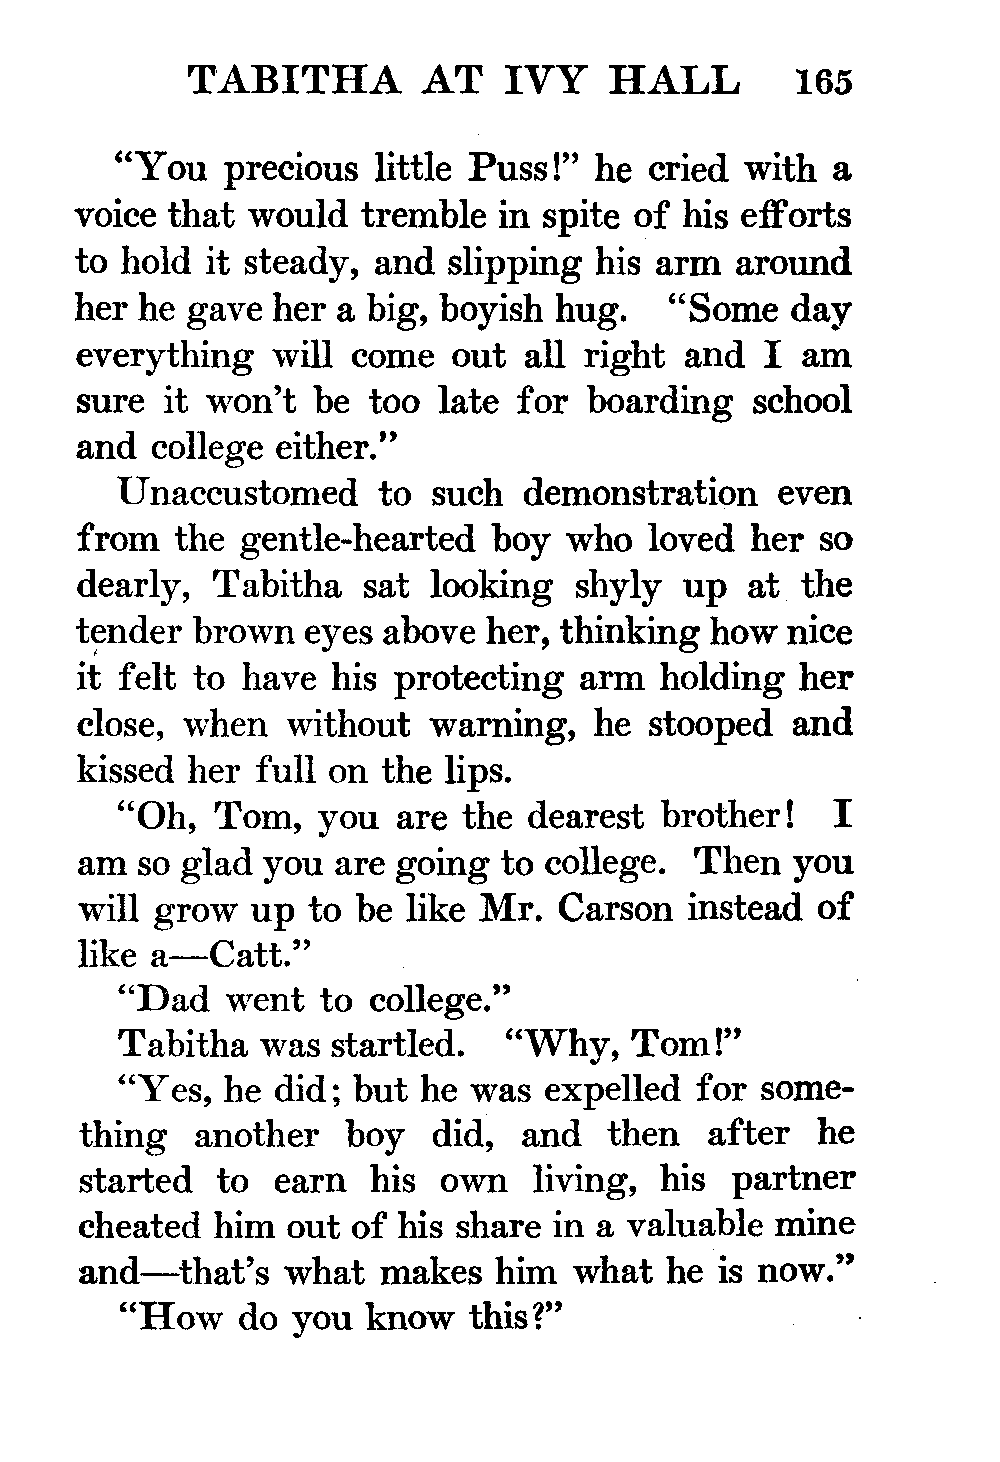 TABITHA AT IVY HALL 165
“You precious little Puss!” he cried with a
voice that would tremble in spite of his efforts
to hold it steady, and slipping his arm around
her he gave her a big, boyish hug. “Some day
everything will come out all right and I am
sure it won’t be too late for boarding school
and college either.”
Unaccustomed to such demonstration even
from the gentle-hearted boy who loved her so
dearly, Tabitha sat looking shyly up at the
tender brown eyes above her, thinking how nice
it felt to have his protecting arm holding her
close, when without warning, he stooped and
kissed her full on the lips.
“Oh, Tom, you are the dearest brother! I
am so glad you are going to college. Then you
will grow up to be like Mr. Carson instead of
like a—Catt.”
“Dad went to college.”
Tabitha was startled. “Why, Tom!”
“Yes, he did; but he was expelled for some-
thing another boy did, and then after he
started to earn his own living, his partner
cheated him out of his share in a valuable mine
and—that’s what makes him what he is now.”
“How do you know this?”